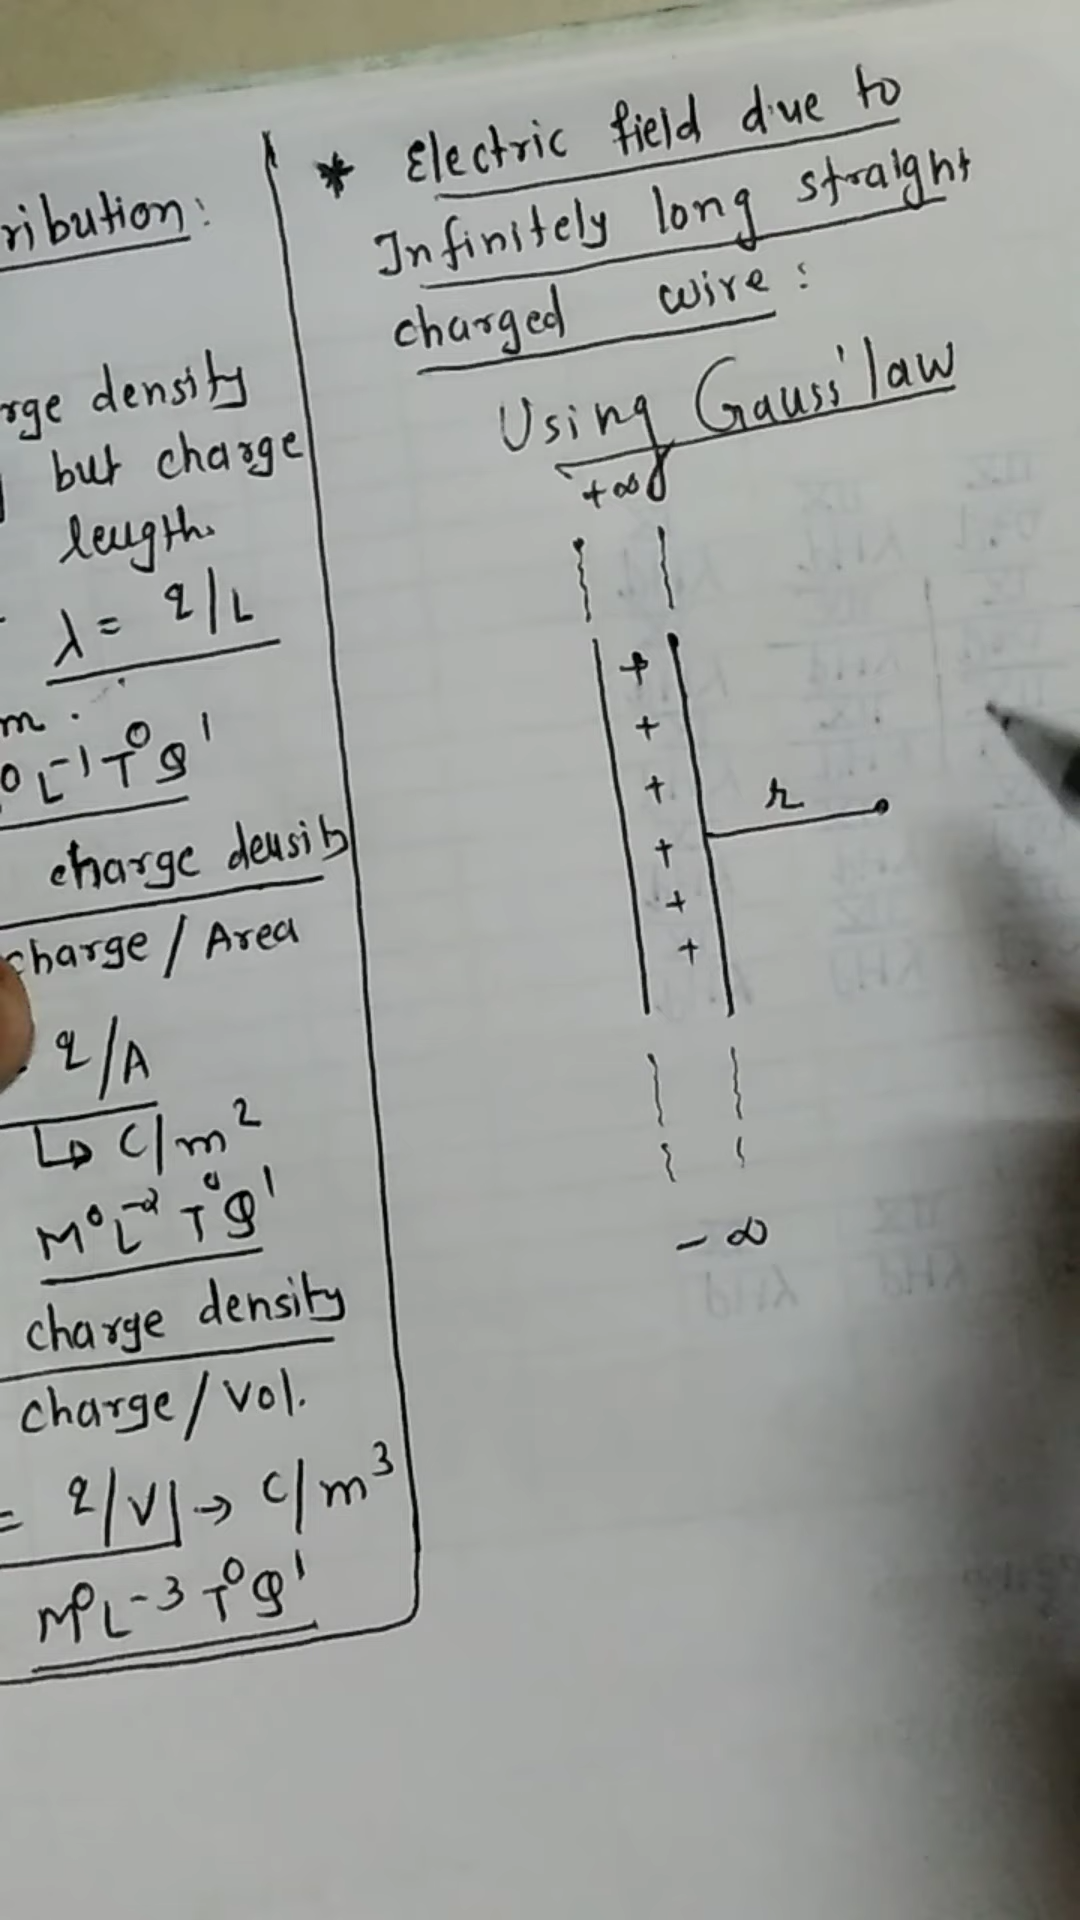 ribution:
rge density
but charge
length.
λ = q/L
m.
0 L-1 T0 Q1
charge densit
charge / Area
q/A
↳ C/m2
M0 L-2 T0 Q1
charge density
charge / Vol.
= q/V → C/m3
M0 L-3 T0 Q1
* Electric field due to
Infinitely long straight
charged wire:
Using Gauss' law
+∞
+
+
+
r
+
+
+
- ∞